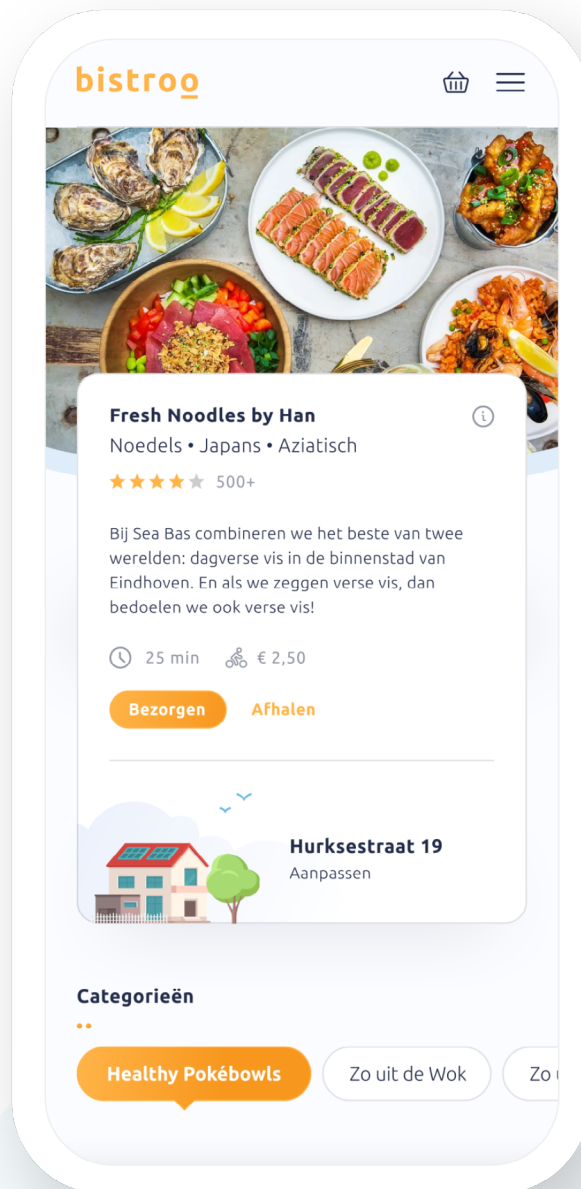 bistroo
Fresh Noodles by Han
Noedels • Japans • Aziatisch
500+
Bij Sea Bas combineren we het beste van twee
werelden: dagverse vis in de binnenstad van
Eindhoven. En als we zeggen verse vis, dan
bedoelen we ook verse vis!
25 min € 2,50
Bezorgen Afhalen
Hurksestraat 19
Aanpassen
Categorieën
Healthy Pokébowls Zo uit de Wok Zo